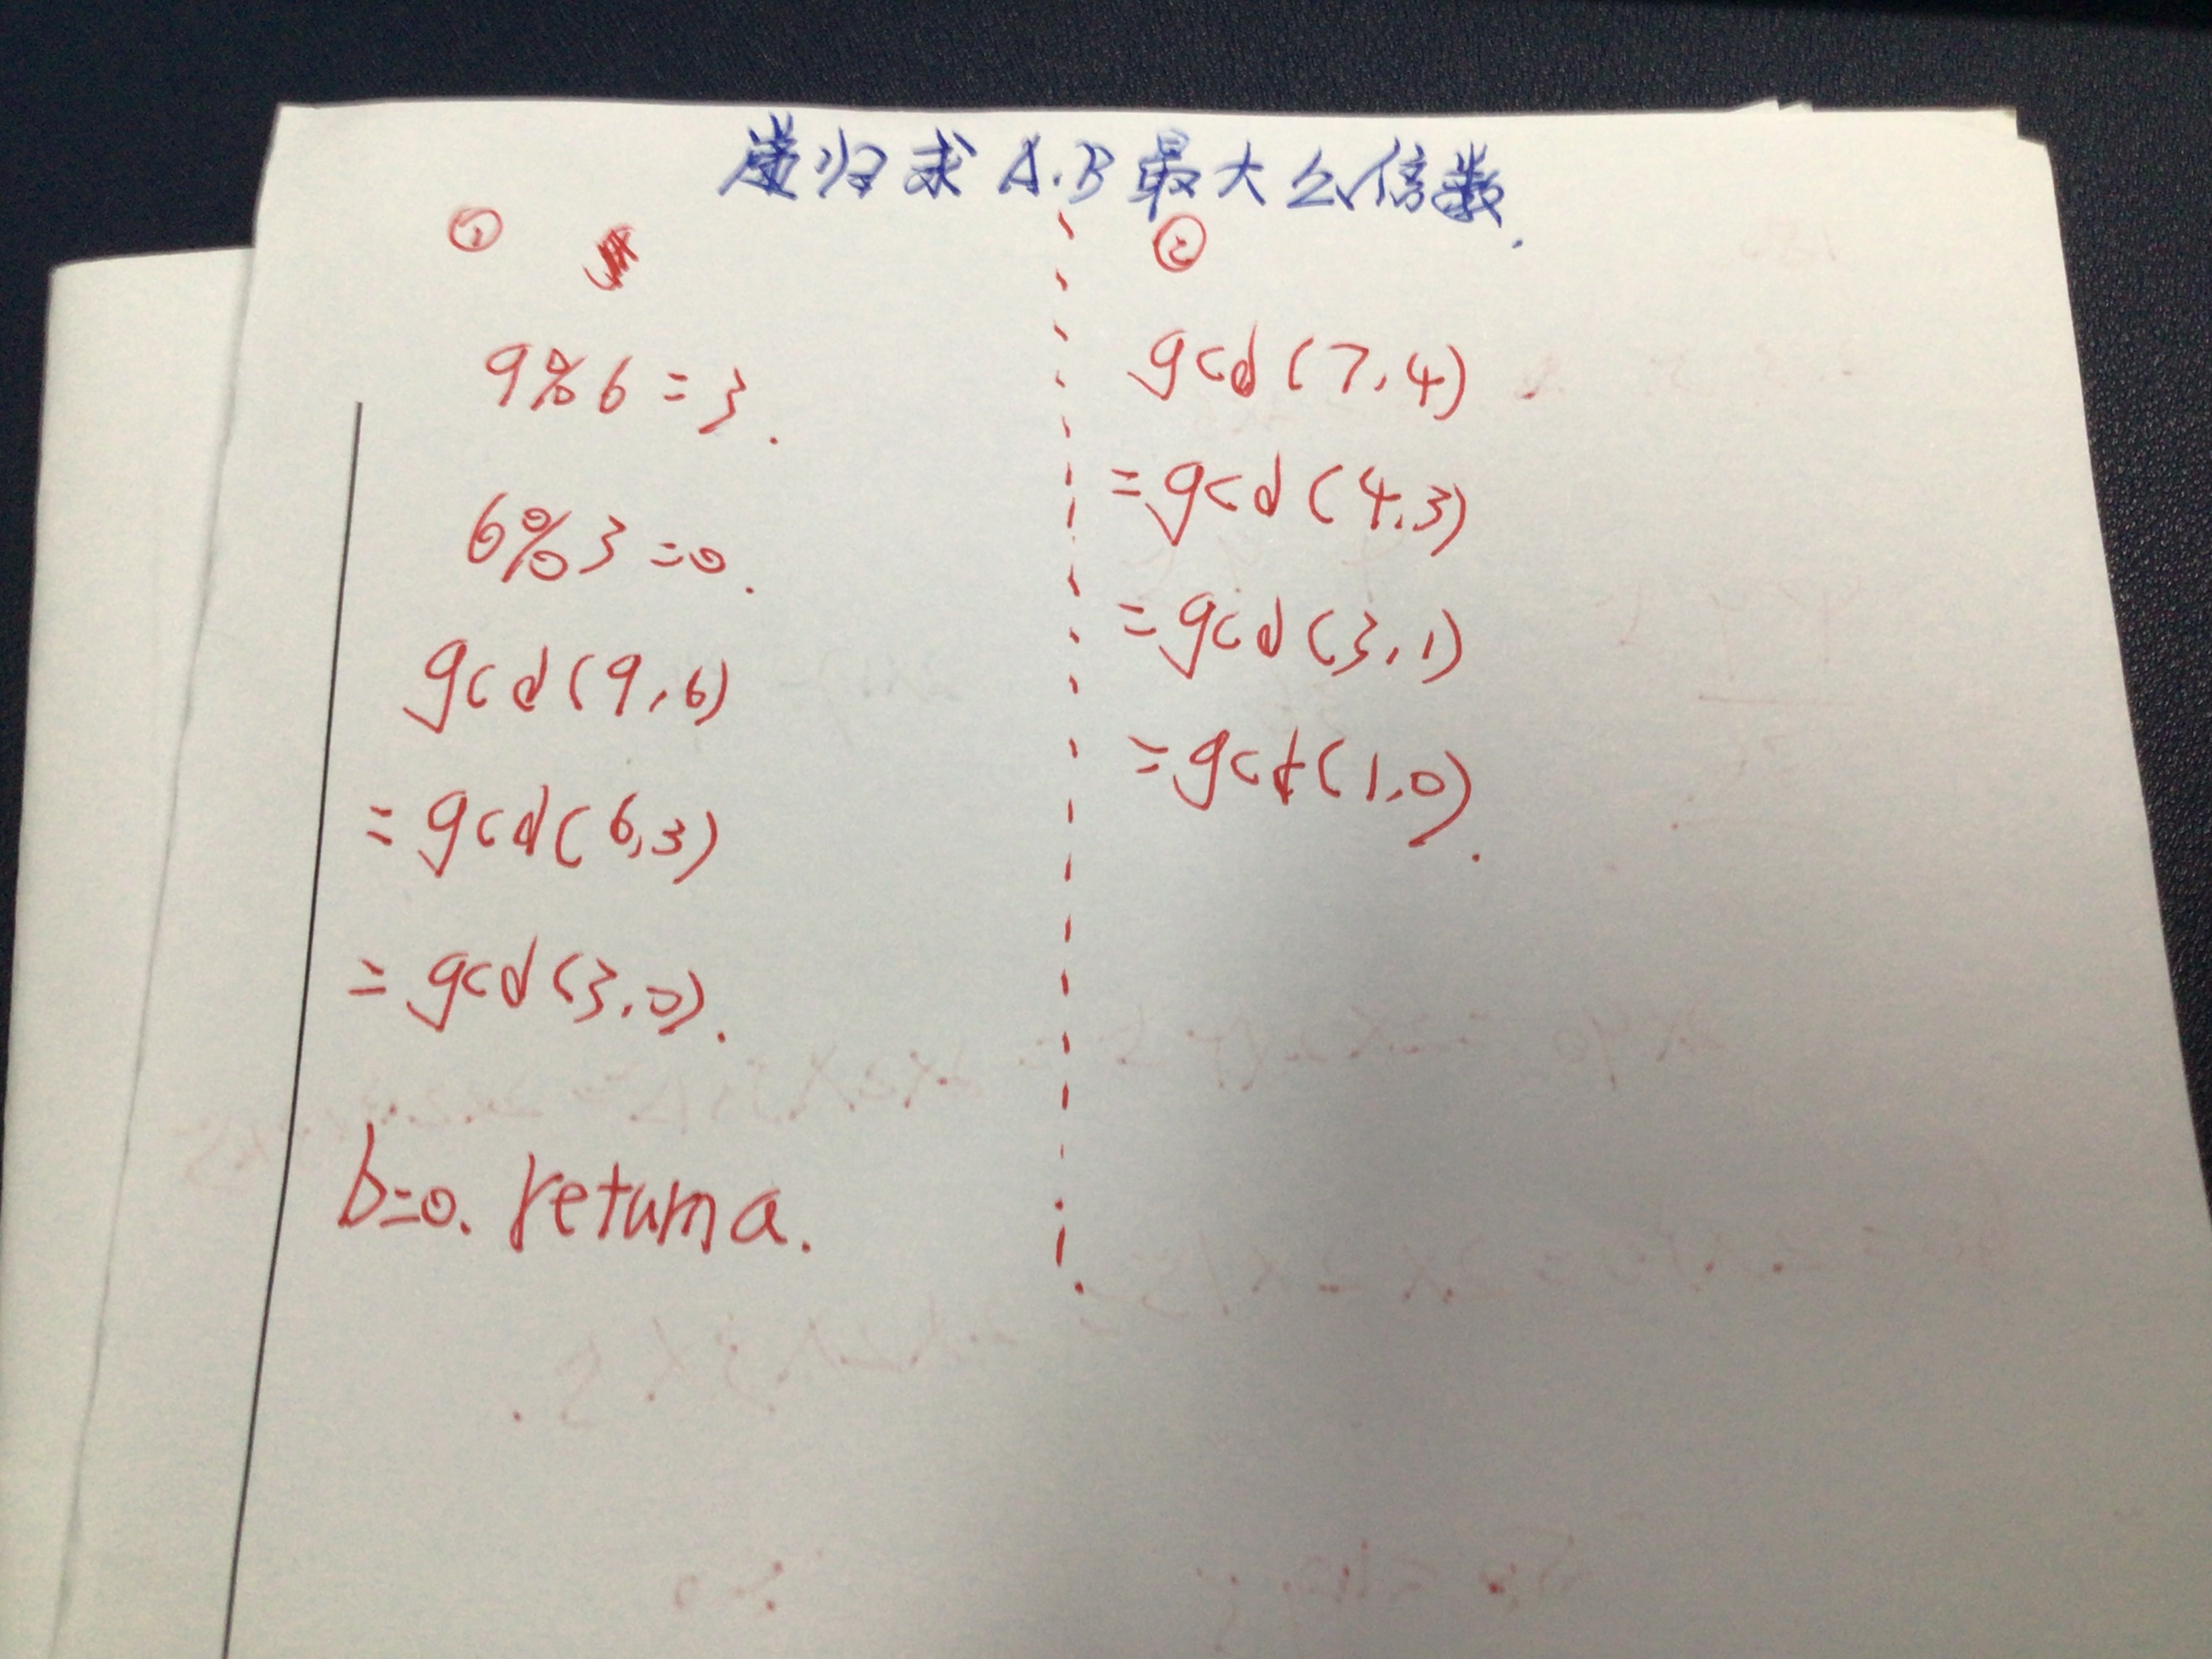 递归求A.B最大公倍数.
①
9%6=3.
6%3=0.
gcd(9,6)
=gcd(6,3)
=gcd(3,0).
b=0. return a.
②
gcd(7,4)
=gcd(4,3)
=gcd(3,1)
=gcd(1,0).